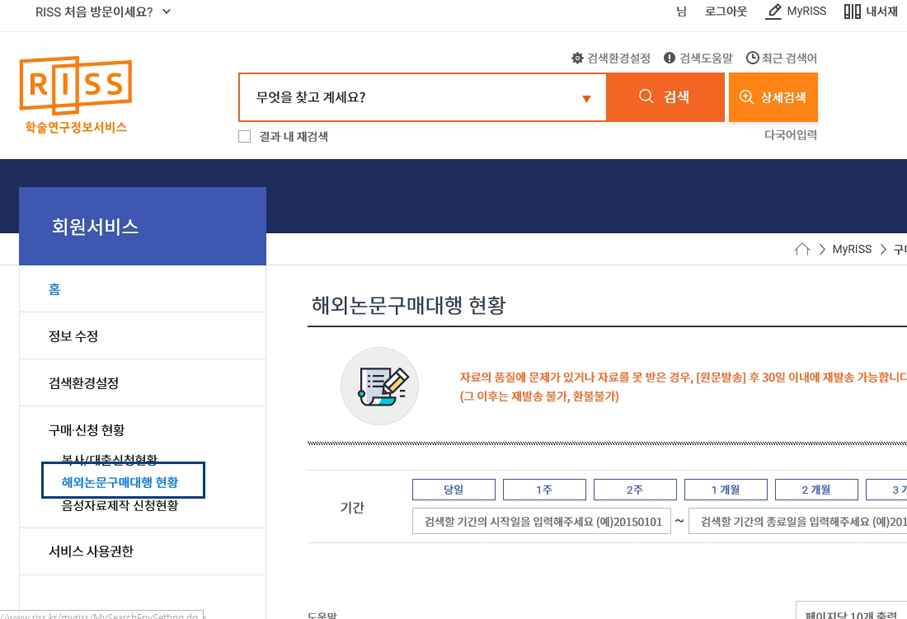 RISS 처음 방문이세요?
님 로그아웃 MyRISS 내서재
검색환경설정 검색도움말 최근 검색어
RISS
학술연구정보서비스
무엇을 찾고 계세요?
검색
상세검색
결과 내 재검색
다국어입력
회원서비스
MyRISS
홈
정보 수정
검색환경설정
구매·신청 현황
복사/대출신청현황
해외논문구매대행 현황
음성자료제작 신청현황
서비스 사용권한
해외논문구매대행 현황
자료의 품질에 문제가 있거나 자료를 못 받은 경우, [원문발송] 후 30일 이내에 재발송 가능합니다
(그 이후는 재발송 불가, 환불불가)
기간
당일 1주 2주 1 개월 2 개월 3
검색할 기간의 시작일을 입력해주세요 (예)20150101 ~ 검색할 기간의 종료일을 입력해주세요 (예)201
도움말
페이지당 10개 출력
//www.riss.kr/myriss/MySearchEnvSetting.do